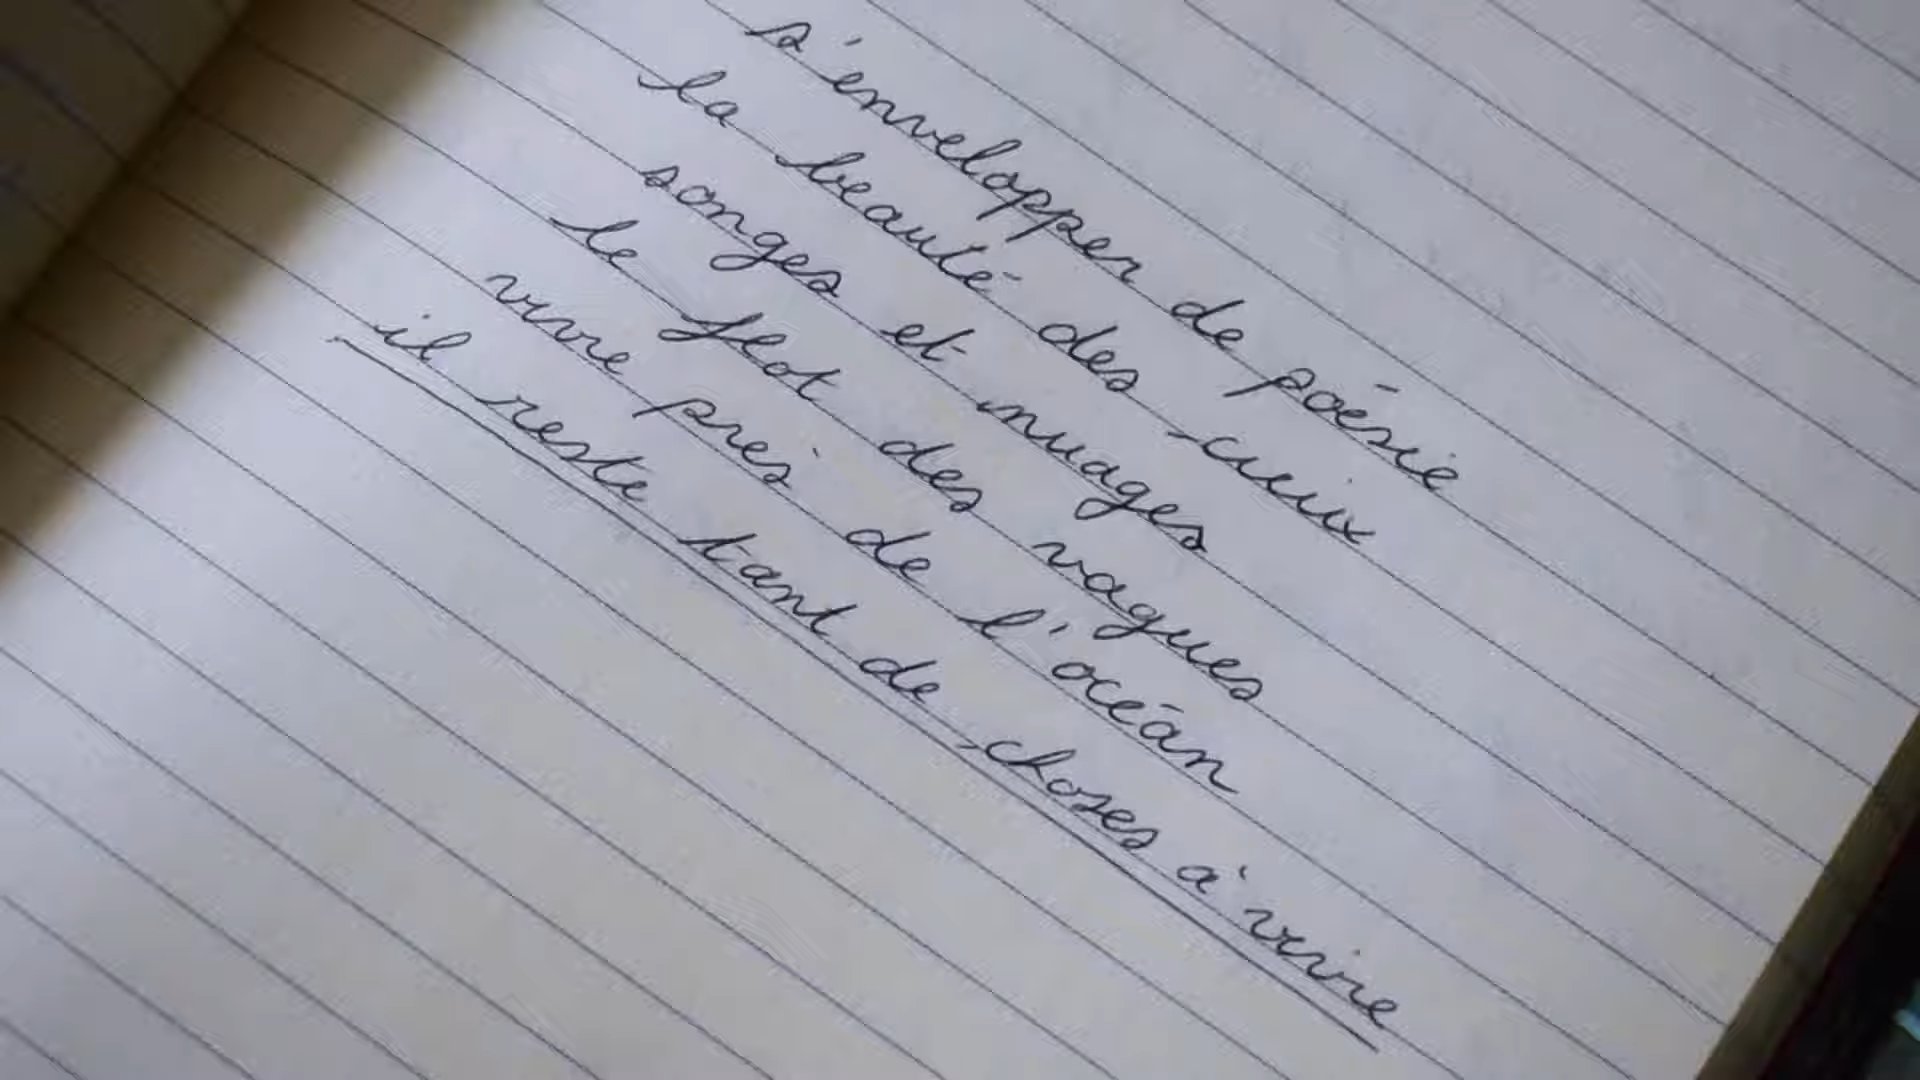 s'envelopper de poésie
la beauté des cieux
songes et nuages
le flot des vagues
vivre près de l'océan
il reste tant de choses à vivre